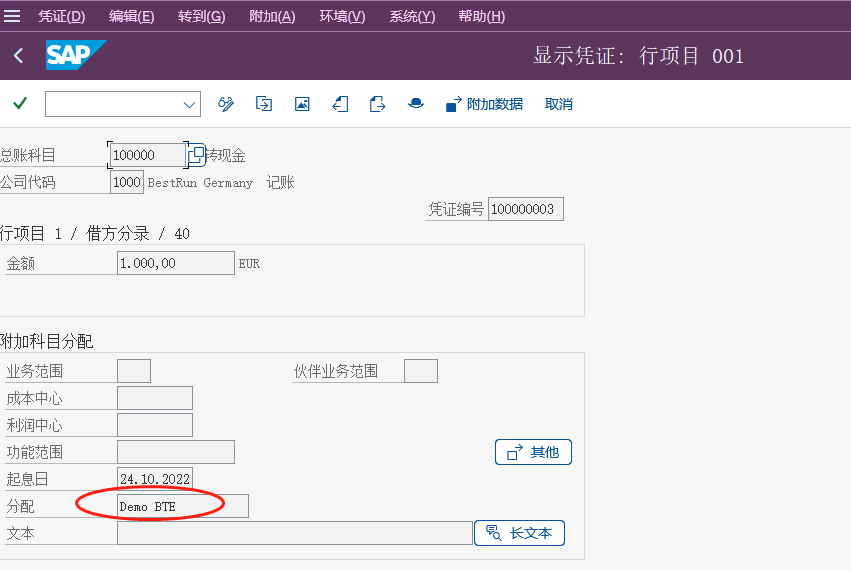 凭证(D) 编辑(E) 转到(G) 附加(A) 环境(V) 系统(Y) 帮助(H)
SAP 显示凭证: 行项目 001
附加数据 取消
总账科目 100000 转现金
公司代码 1000 BestRun Germany 记账
凭证编号 100000003
行项目 1 / 借方分录 / 40
金额 1.000,00 EUR
附加科目分配
业务范围 伙伴业务范围
成本中心
利润中心
功能范围 其他
起息日 24.10.2022
分配 Demo BTE
文本 长文本